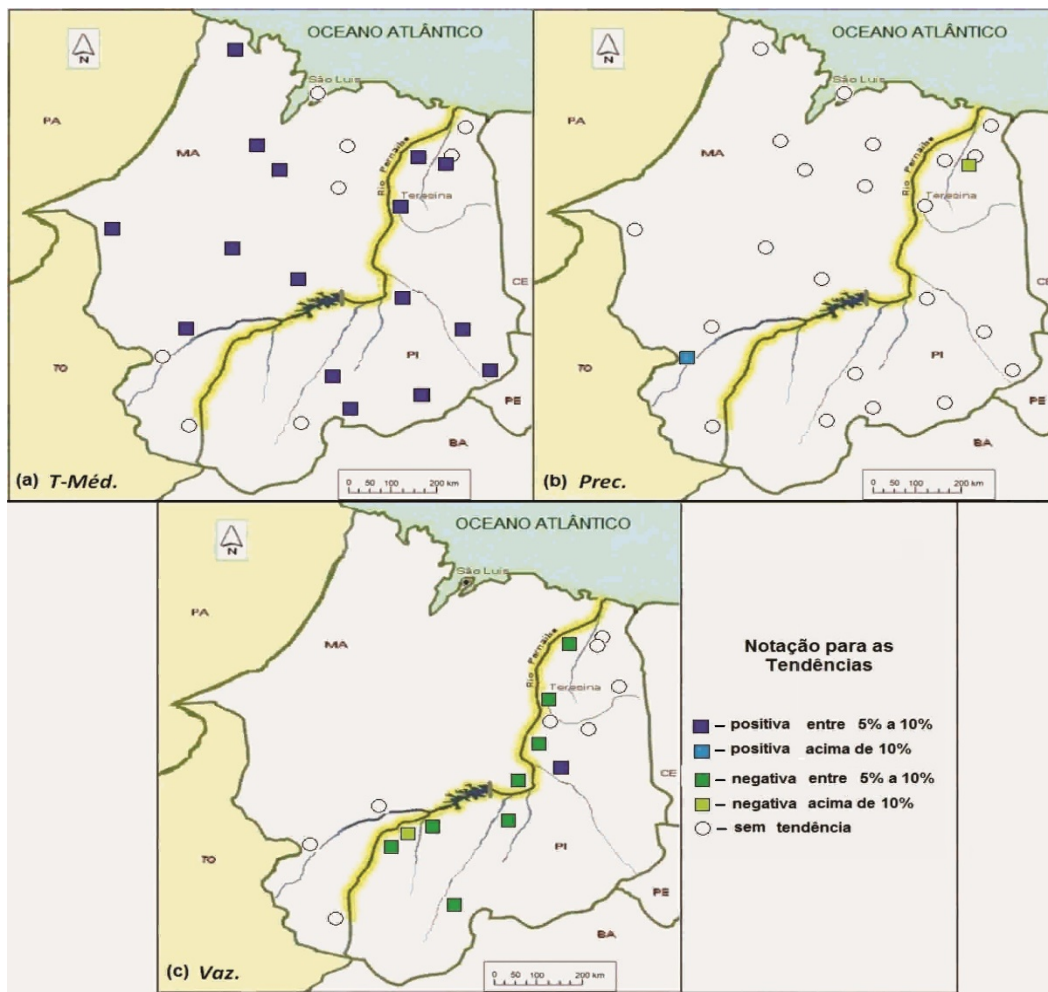 OCEANO ATLÂNTICO
N
São Luis
PA
MA
Rio Parnaíba
Teresina
CE
TO
PI
PE
BA
(a) T-Méd.
0 50 100 200 km
OCEANO ATLÂNTICO
N
São Luis
PA
MA
Rio Parnaíba
Teresina
CE
TO
PI
PE
BA
(b) Prec.
0 50 100 200 km
OCEANO ATLÂNTICO
N
São Luis
PA
MA
Rio Parnaíba
Teresina
CE
TO
PI
PE
BA
(c) Vaz.
0 50 100 200 km
Notação para as
Tendências
– positiva entre 5% a 10%
– positiva acima de 10%
– negativa entre 5% a 10%
– negativa acima de 10%
– sem tendência